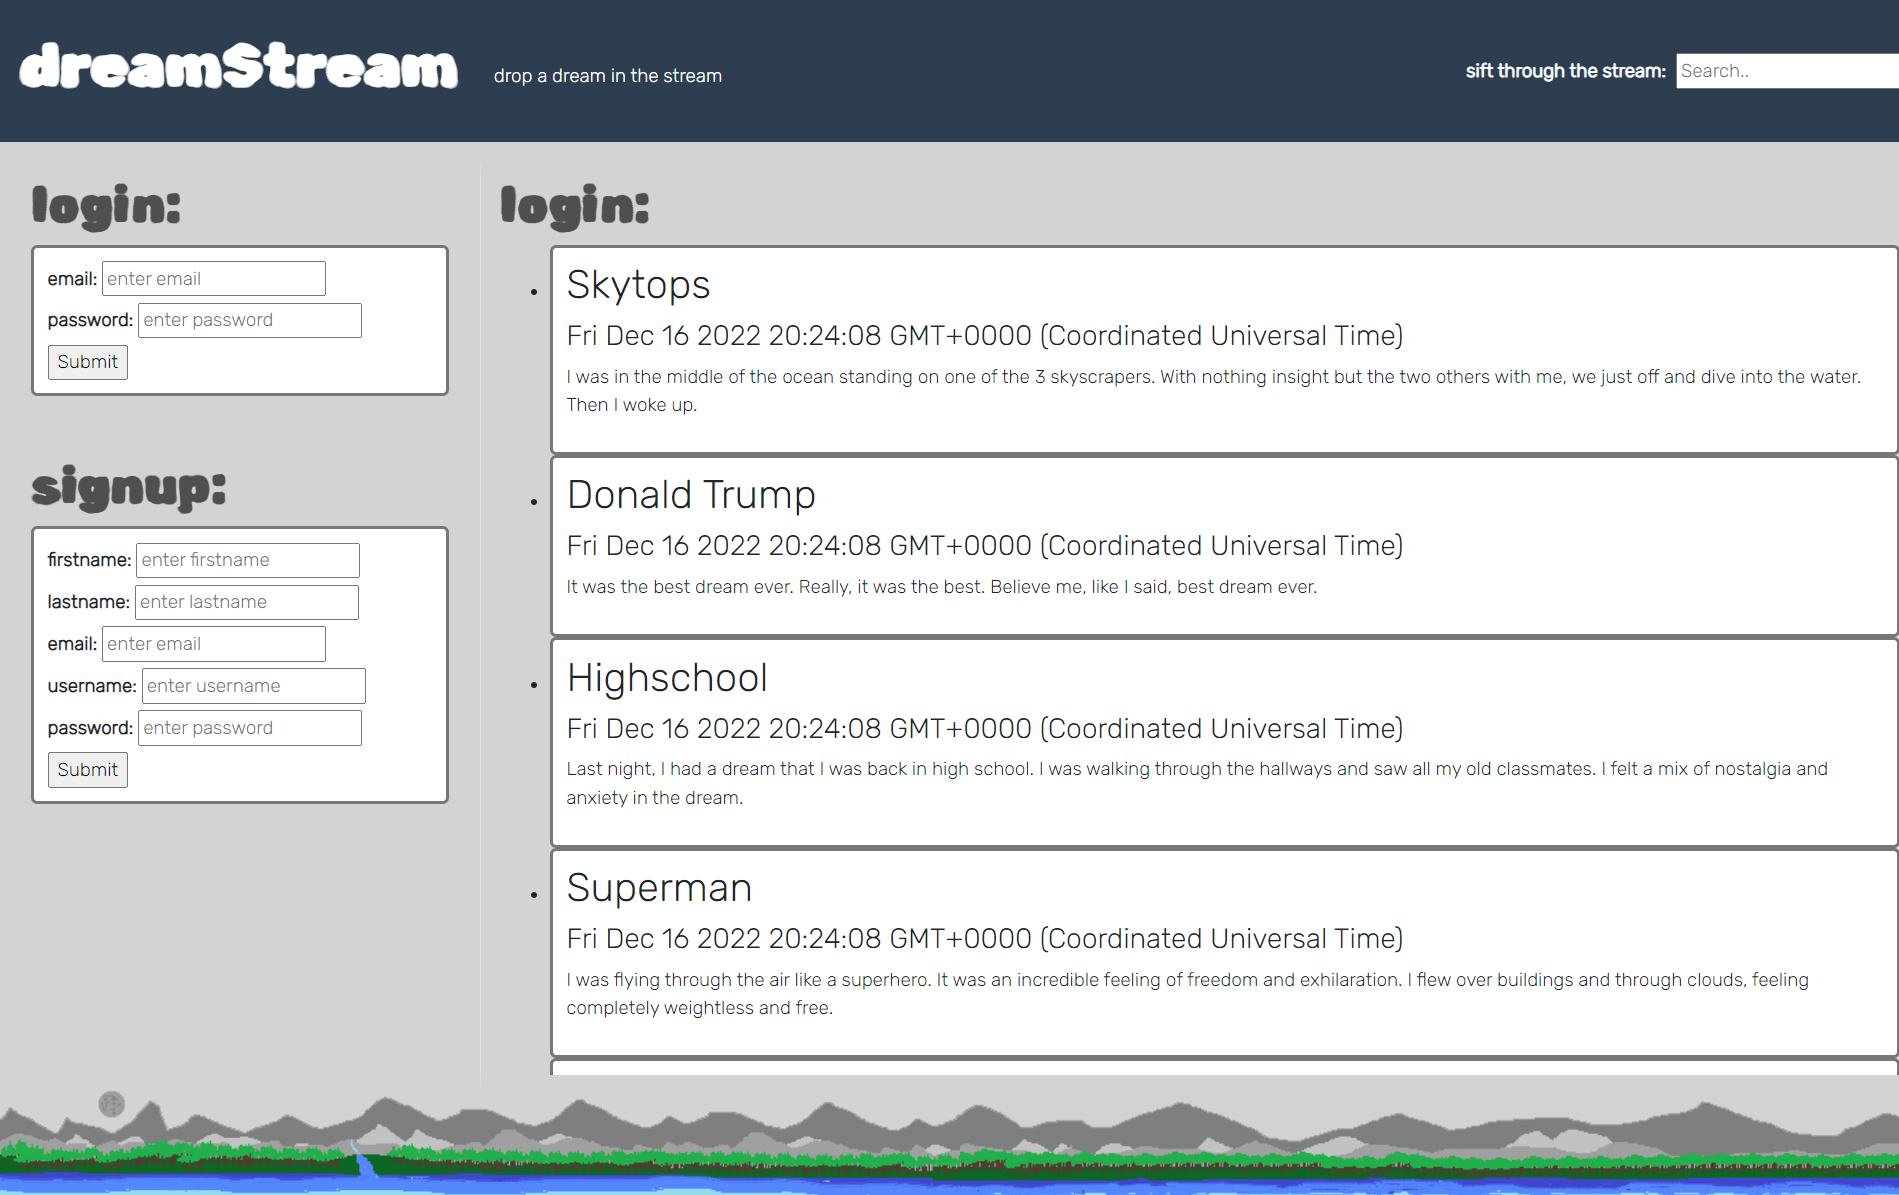 dreamStream
drop a dream in the stream
sift through the stream: Search..
login:
email: enter email
password: enter password
Submit
signup:
firstname: enter firstname
lastname: enter lastname
email: enter email
username: enter username
password: enter password
Submit
login:
Skytops
Fri Dec 16 2022 20:24:08 GMT+0000 (Coordinated Universal Time)
I was in the middle of the ocean standing on one of the 3 skyscrapers. With nothing insight but the two others with me, we just off and dive into the water.
Then I woke up.
Donald Trump
Fri Dec 16 2022 20:24:08 GMT+0000 (Coordinated Universal Time)
It was the best dream ever. Really, it was the best. Believe me, like I said, best dream ever.
Highschool
Fri Dec 16 2022 20:24:08 GMT+0000 (Coordinated Universal Time)
Last night, I had a dream that I was back in high school. I was walking through the hallways and saw all my old classmates. I felt a mix of nostalgia and
anxiety in the dream.
Superman
Fri Dec 16 2022 20:24:08 GMT+0000 (Coordinated Universal Time)
I was flying through the air like a superhero. It was an incredible feeling of freedom and exhilaration. I flew over buildings and through clouds, feeling
completely weightless and free.